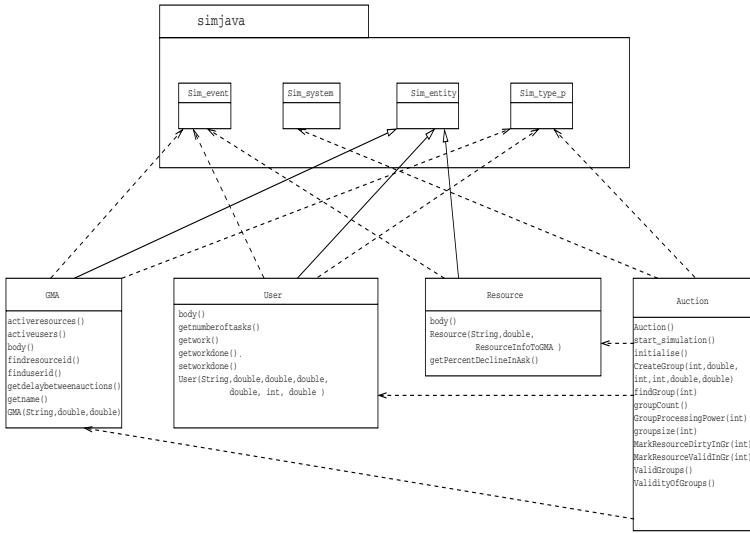 simjava
Sim_event
Sim_system
Sim_entity
Sim_type_p
GMA
activeresources()
activeusers()
body()
findresourceid()
finduserid()
getdelaybetweenauctions()
getname()
GMA(String,double,double)
User
body()
getnumberoftasks()
getwork()
getworkdone().
setworkdone()
User(String,double,double,double,
double, int, double )
Resource
body()
Resource(String,double,
ResourceInfoToGMA )
getPercentDeclineInAsk()
Auction
Auction()
start_simulation()
initialise()
CreateGroup(int,double,
int,int,double,double)
findGroup(int)
groupCount()
GroupProcessingPower(int)
groupsize(int)
MarkResourceDirtyInGr(int)
MarkResourceValidInGr(int)
ValidGroups()
ValidityOfGroups()